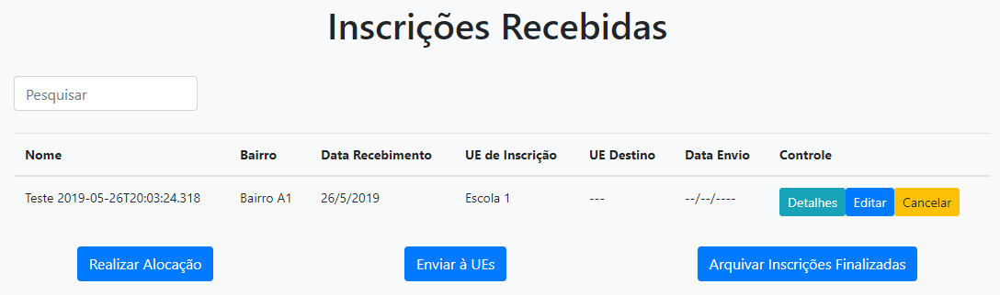 Inscrições Recebidas
Pesquisar
Nome Bairro Data Recebimento UE de Inscrição UE Destino Data Envio Controle
Teste 2019-05-26T20:03:24.318 Bairro A1 26/5/2019 Escola 1 --- --/--/---- Detalhes Editar Cancelar
Realizar Alocação Enviar à UEs Arquivar Inscrições Finalizadas